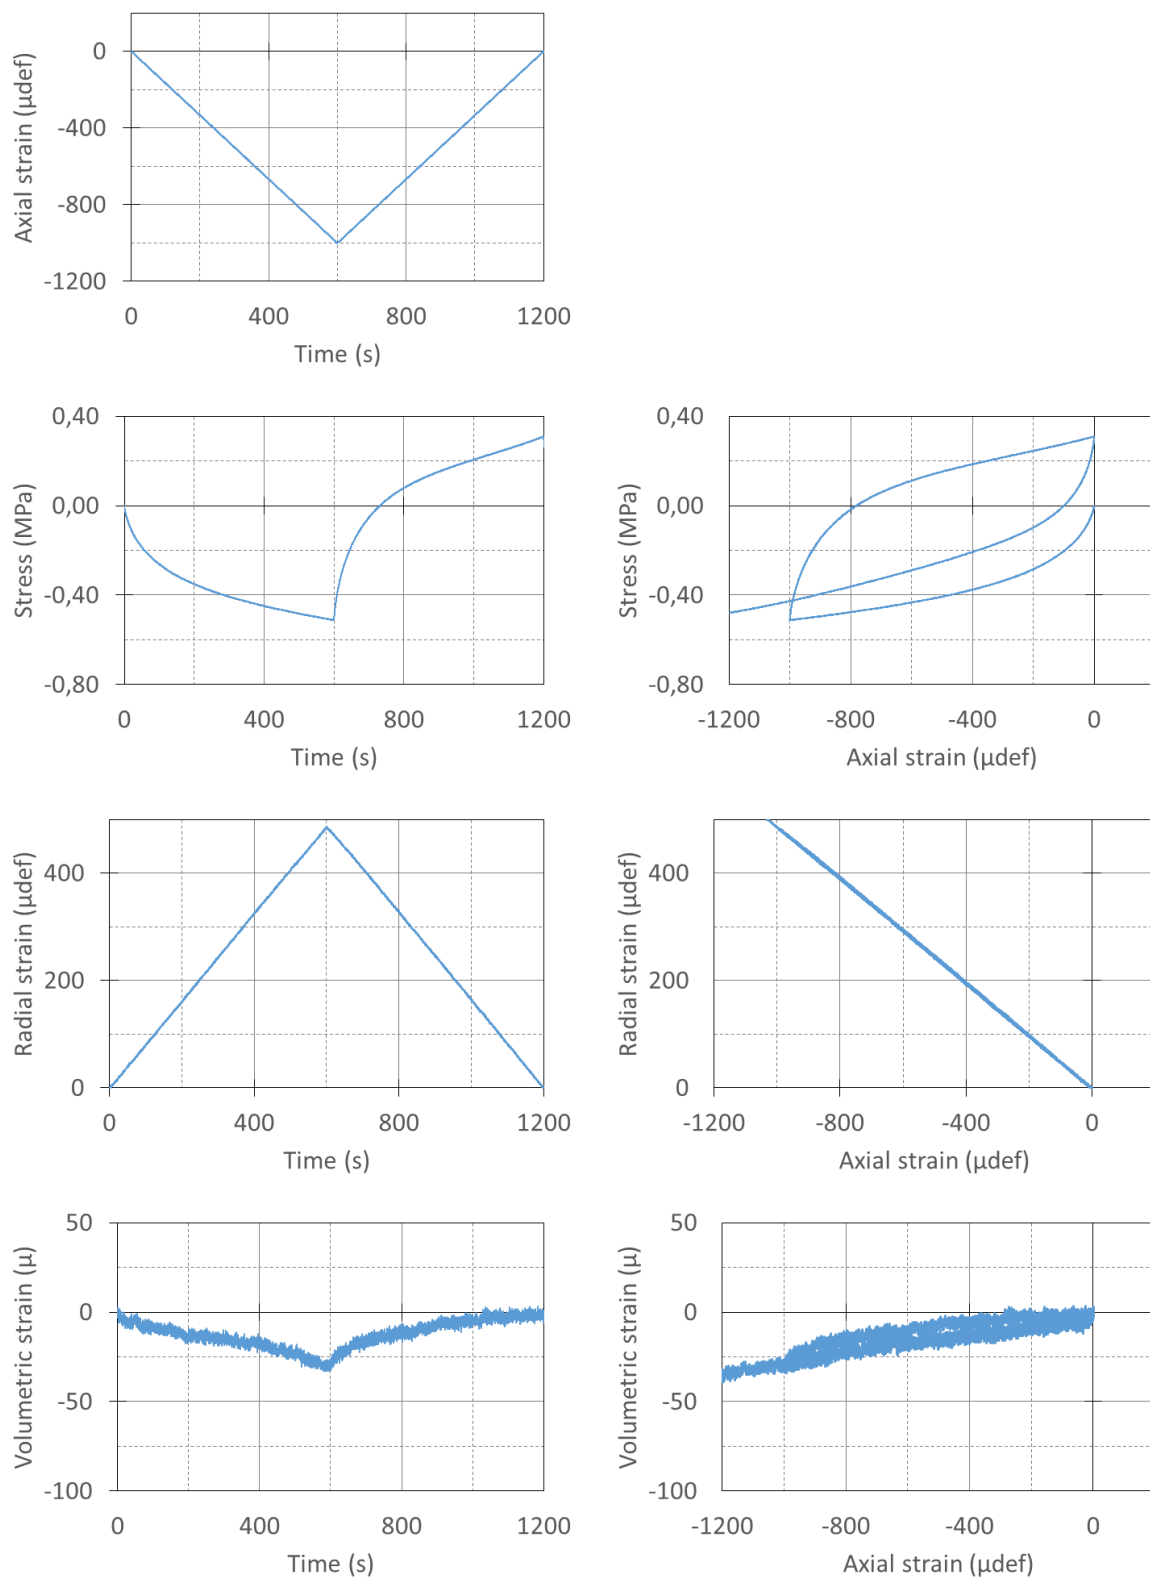 Axial strain (µdef)
0
-400
-800
-1200
0 400 800 1200
Time (s)
Stress (MPa)
0,40
0,00
-0,40
-0,80
0 400 800 1200
Time (s)
Stress (MPa)
0,40
0,00
-0,40
-0,80
-1200 -800 -400 0
Axial strain (µdef)
Radial strain (µdef)
400
200
0
0 400 800 1200
Time (s)
Radial strain (µdef)
400
200
0
-1200 -800 -400 0
Axial strain (µdef)
Volumetric strain (µ)
50
0
-50
-100
0 400 800 1200
Time (s)
Volumetric strain (µ)
50
0
-50
-100
-1200 -800 -400 0
Axial strain (µdef)